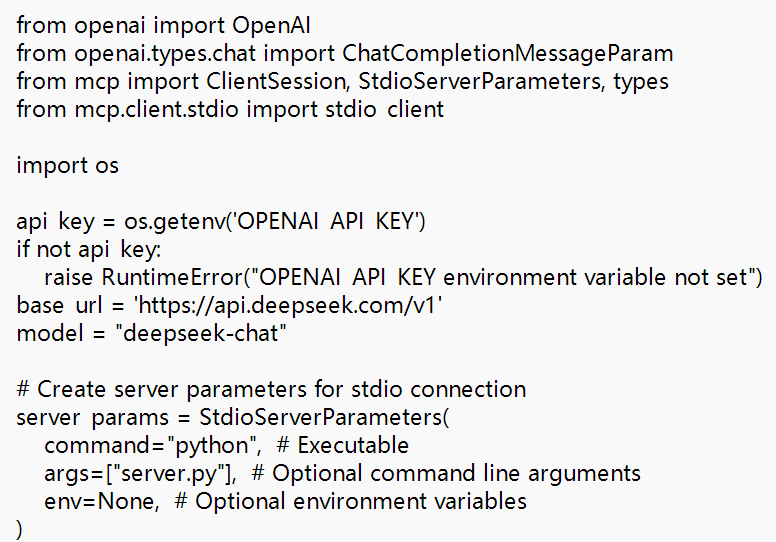 from openai import OpenAI
from openai.types.chat import ChatCompletionMessageParam
from mcp import ClientSession, StdioServerParameters, types
from mcp.client.stdio import stdio client

import os

api key = os.getenv('OPENAI API KEY')
if not api key:
    raise RuntimeError("OPENAI API KEY environment variable not set")
base url = 'https://api.deepseek.com/v1'
model = "deepseek-chat"

# Create server parameters for stdio connection
server params = StdioServerParameters(
    command="python",  # Executable
    args=["server.py"],  # Optional command line arguments
    env=None,  # Optional environment variables
)